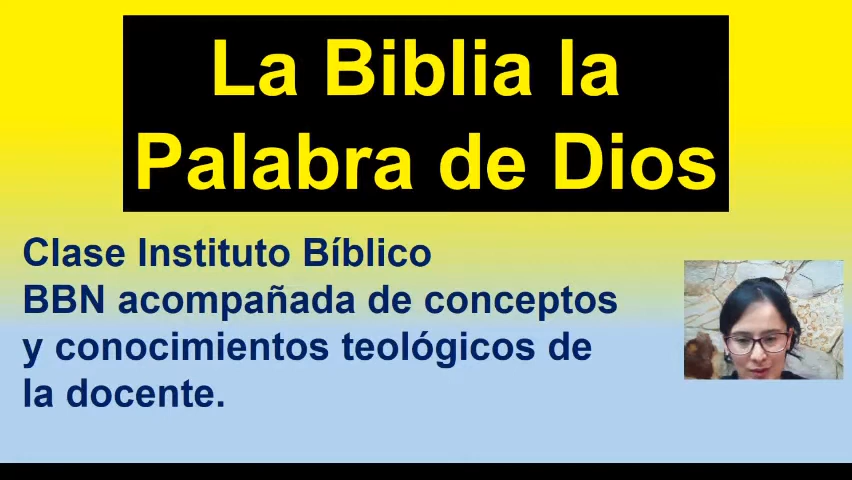 La Biblia la
Palabra de Dios
Clase Instituto Bíblico
BBN acompañada de conceptos
y conocimientos teológicos de
la docente.